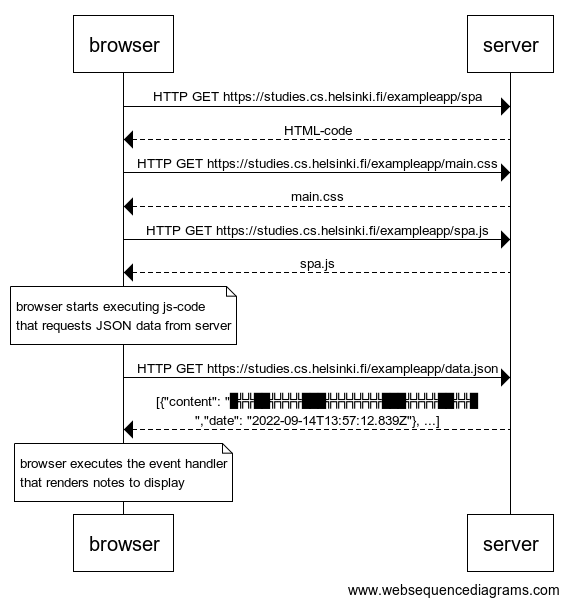 browser
server
HTTP GET https://studies.cs.helsinki.fi/exampleapp/spa
HTML-code
HTTP GET https://studies.cs.helsinki.fi/exampleapp/main.css
main.css
HTTP GET https://studies.cs.helsinki.fi/exampleapp/spa.js
spa.js
browser starts executing js-code
that requests JSON data from server
HTTP GET https://studies.cs.helsinki.fi/exampleapp/data.json
[{"content": "
","date": "2022-09-14T13:57:12.839Z"}, ...]
browser executes the event handler
that renders notes to display
browser
server
www.websequencediagrams.com